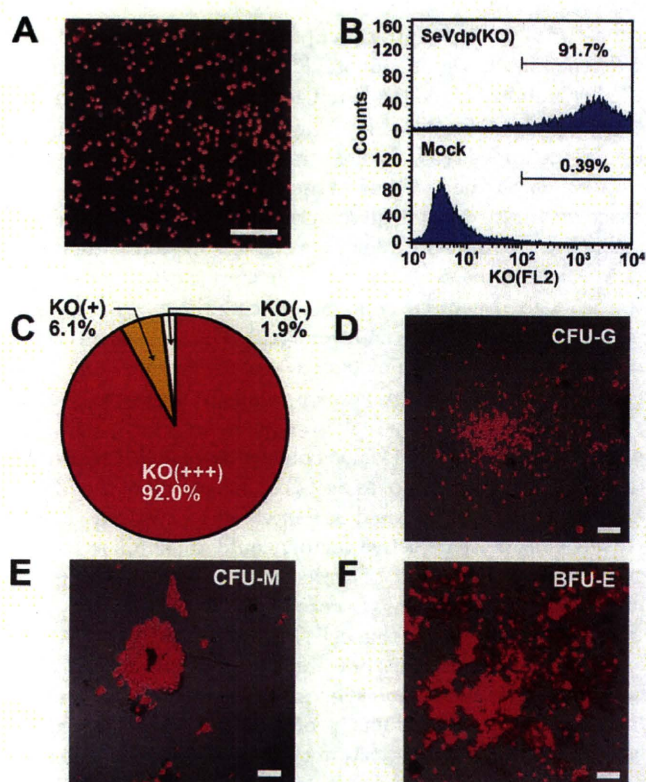 A
B
160
120
80
40
0
SeVdp(KO)
91.7%
Counts
120
80
40
0
Mock
0.39%
10⁰ 10¹ 10² 10³ 10⁴
KO(FL2)
C
KO(+)
6.1%
KO(-)
1.9%
KO(+++)
92.0%
D
CFU-G
E
CFU-M
F
BFU-E